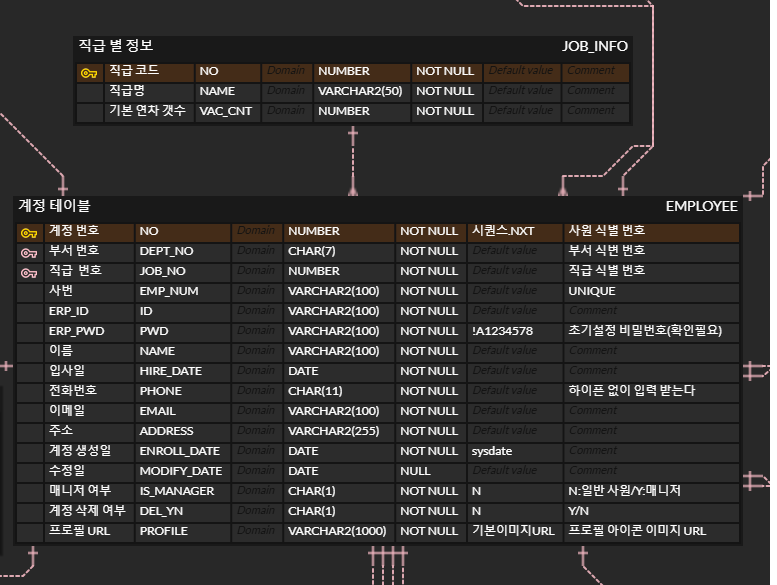 직급 별 정보 JOB_INFO
직급 코드 NO Domain NUMBER NOT NULL Default value Comment
직급명 NAME Domain VARCHAR2(50) NOT NULL Default value Comment
기본 연차 갯수 VAC_CNT Domain NUMBER NOT NULL Default value Comment
계정 테이블 EMPLOYEE
계정 번호 NO Domain NUMBER NOT NULL 시퀀스.NXT 사원 식별 번호
부서 번호 DEPT_NO Domain CHAR(7) NOT NULL Default value 부서 식변 번호
직급 번호 JOB_NO Domain NUMBER NOT NULL Default value 직급 식별 번호
사번 EMP_NUM Domain VARCHAR2(100) NOT NULL Default value UNIQUE
ERP_ID ID Domain VARCHAR2(100) NOT NULL Default value Comment
ERP_PWD PWD Domain VARCHAR2(100) NOT NULL !A1234578 초기설정 비밀번호(확인필요)
이름 NAME Domain VARCHAR2(100) NOT NULL Default value Comment
입사일 HIRE_DATE Domain DATE NOT NULL Default value Comment
전화번호 PHONE Domain CHAR(11) NOT NULL Default value 하이픈 없이 입력 받는다
이메일 EMAIL Domain VARCHAR2(100) NOT NULL Default value Comment
주소 ADDRESS Domain VARCHAR2(255) NOT NULL Default value Comment
계정 생성일 ENROLL_DATE Domain DATE NOT NULL sysdate Comment
수정일 MODIFY_DATE Domain DATE NULL Default value Comment
매니저 여부 IS_MANAGER Domain CHAR(1) NOT NULL N N:일반 사원/Y:매니저
계정 삭제 여부 DEL_YN Domain CHAR(1) NOT NULL N Y/N
프로필 URL PROFILE Domain VARCHAR2(1000) NOT NULL 기본이미지URL 프로필 아이콘 이미지 URL